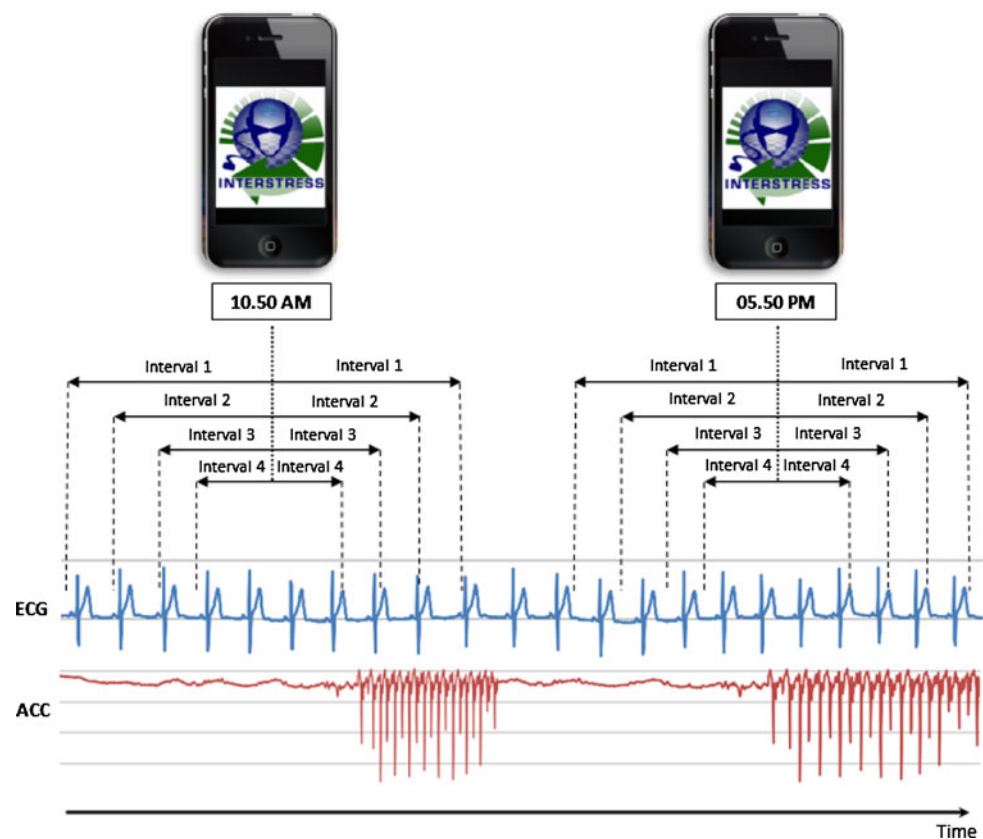 INTERSTRESS
INTERSTRESS
10.50 AM
05.50 PM
Interval 1
Interval 1
Interval 1
Interval 1
Interval 2
Interval 2
Interval 2
Interval 2
Interval 3
Interval 3
Interval 3
Interval 3
Interval 4
Interval 4
Interval 4
Interval 4
ECG
ACC
Time